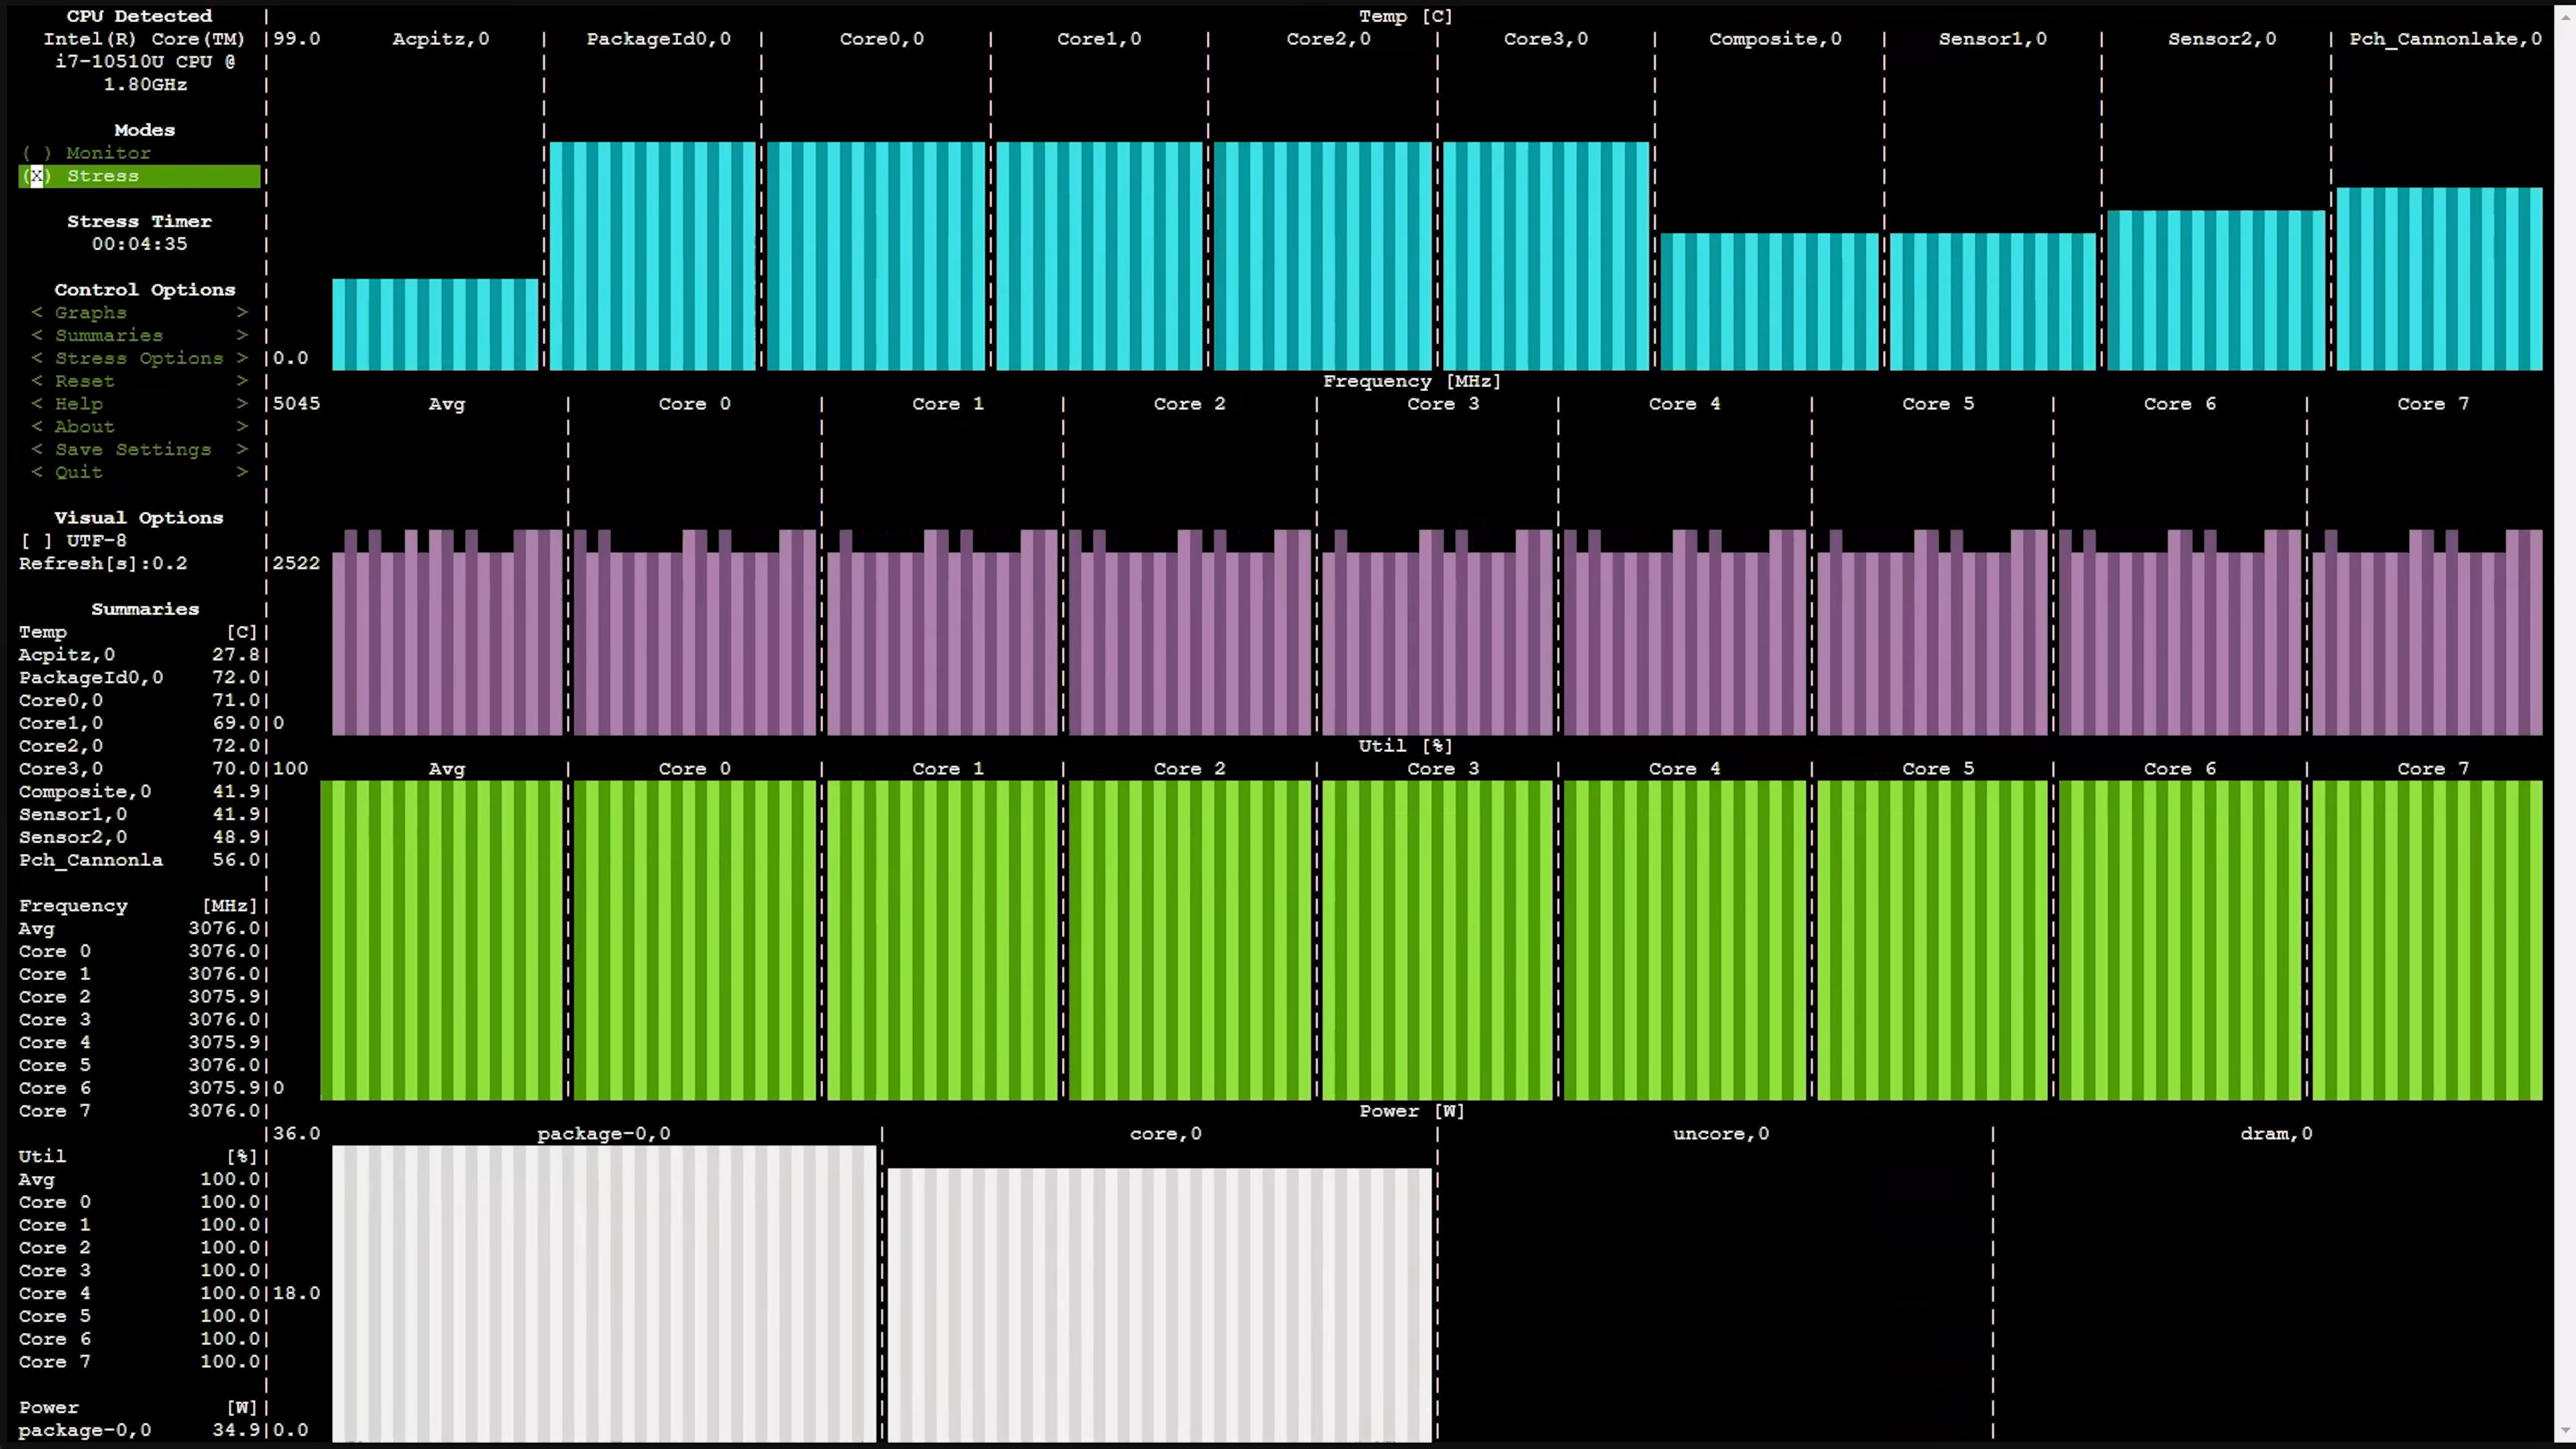 CPU Detected
Intel(R) Core(TM)
i7-10510U CPU @
1.80GHz
Modes
( ) Monitor
(X) Stress
Stress Timer
00:04:35
Control Options
< Graphs >
< Summaries >
< Stress Options >
< Reset >
< Help >
< About >
< Save Settings >
< Quit >
Visual Options
[ ] UTF-8
Refresh[s]:0.2
Summaries
Temp [C]
Acpitz,0 27.8
PackageId0,0 72.0
Core0,0 71.0
Core1,0 69.0
Core2,0 72.0
Core3,0 70.0
Composite,0 41.9
Sensor1,0 41.9
Sensor2,0 48.9
Pch_Cannonla 56.0
Frequency [MHz]
Avg 3076.0
Core 0 3076.0
Core 1 3076.0
Core 2 3075.9
Core 3 3076.0
Core 4 3075.9
Core 5 3076.0
Core 6 3075.9
Core 7 3076.0
Util [%]
Avg 100.0
Core 0 100.0
Core 1 100.0
Core 2 100.0
Core 3 100.0
Core 4 100.0
Core 5 100.0
Core 6 100.0
Core 7 100.0
Power [W]
package-0,0 34.9
Temp [C]
99.0 Acpitz,0 PackageId0,0 Core0,0 Core1,0 Core2,0 Core3,0 Composite,0 Sensor1,0 Sensor2,0 Pch_Cannonlake,0
0.0
Frequency [MHz]
5045 Avg Core 0 Core 1 Core 2 Core 3 Core 4 Core 5 Core 6 Core 7
2522
0
Util [%]
100 Avg Core 0 Core 1 Core 2 Core 3 Core 4 Core 5 Core 6 Core 7
0
Power [W]
36.0 package-0,0 core,0 uncore,0 dram,0
18.0
0.0